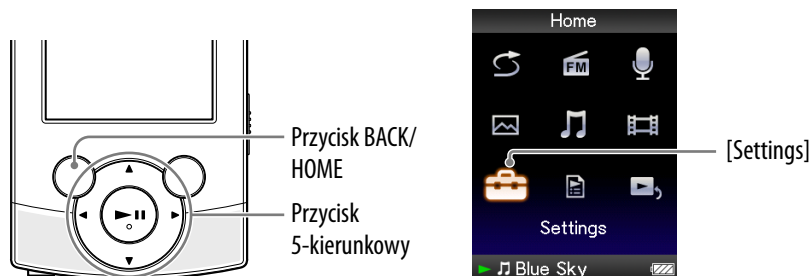 Home
FM
Przycisk BACK/
HOME
[Settings]
Przycisk
5-kierunkowy
Settings
Blue Sky